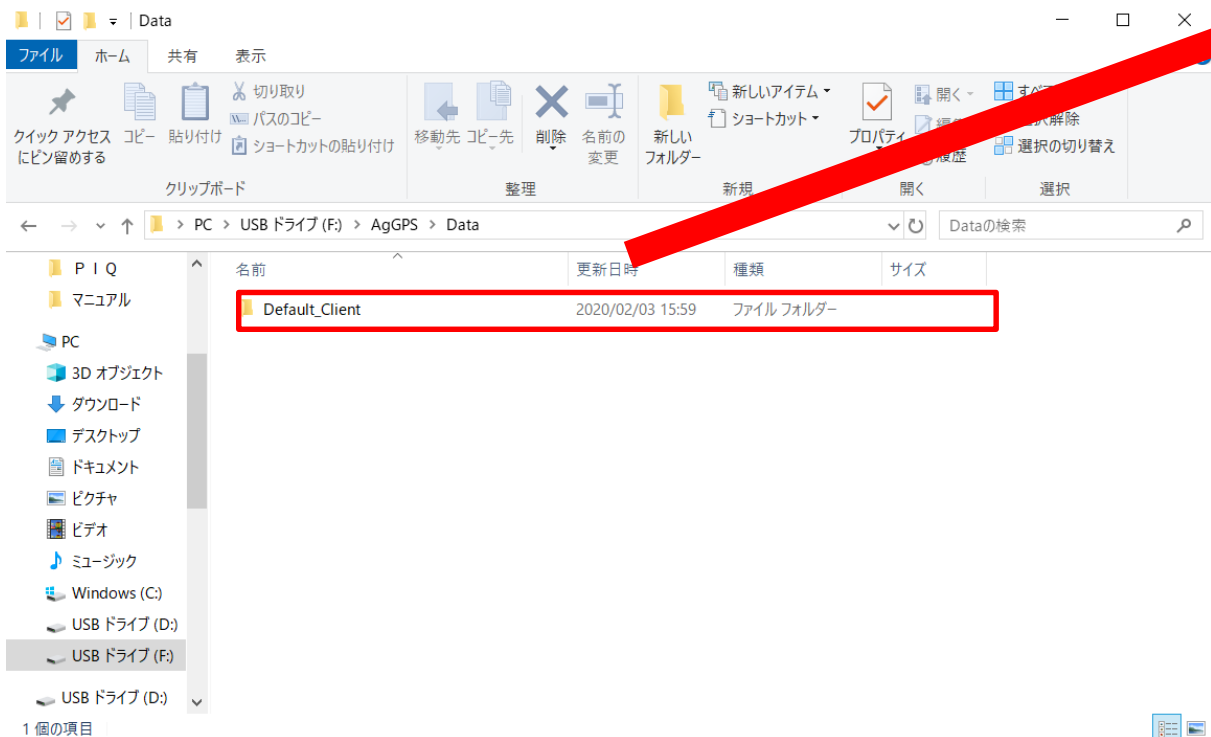 Data
ファイル ホーム 共有 表示
クイック アクセス
にピン留めする
コピー
貼り付け
切り取り
パスのコピー
ショートカットの貼り付け
クリップボード
移動先
コピー先
削除
名前の
変更
整理
新しい
フォルダー
新しいアイテム
ショートカット
新規
プロパティ
開く
履歴
開く
選択の切り替え
選択
PC > USB ドライブ (F:) > AgGPS > Data
Dataの検索
P I Q
マニュアル
PC
3D オブジェクト
ダウンロード
デスクトップ
ドキュメント
ピクチャ
ビデオ
ミュージック
Windows (C:)
USB ドライブ (D:)
USB ドライブ (F:)
USB ドライブ (D:)
名前 更新日時 種類 サイズ
Default_Client 2020/02/03 15:59 ファイル フォルダー
1 個の項目